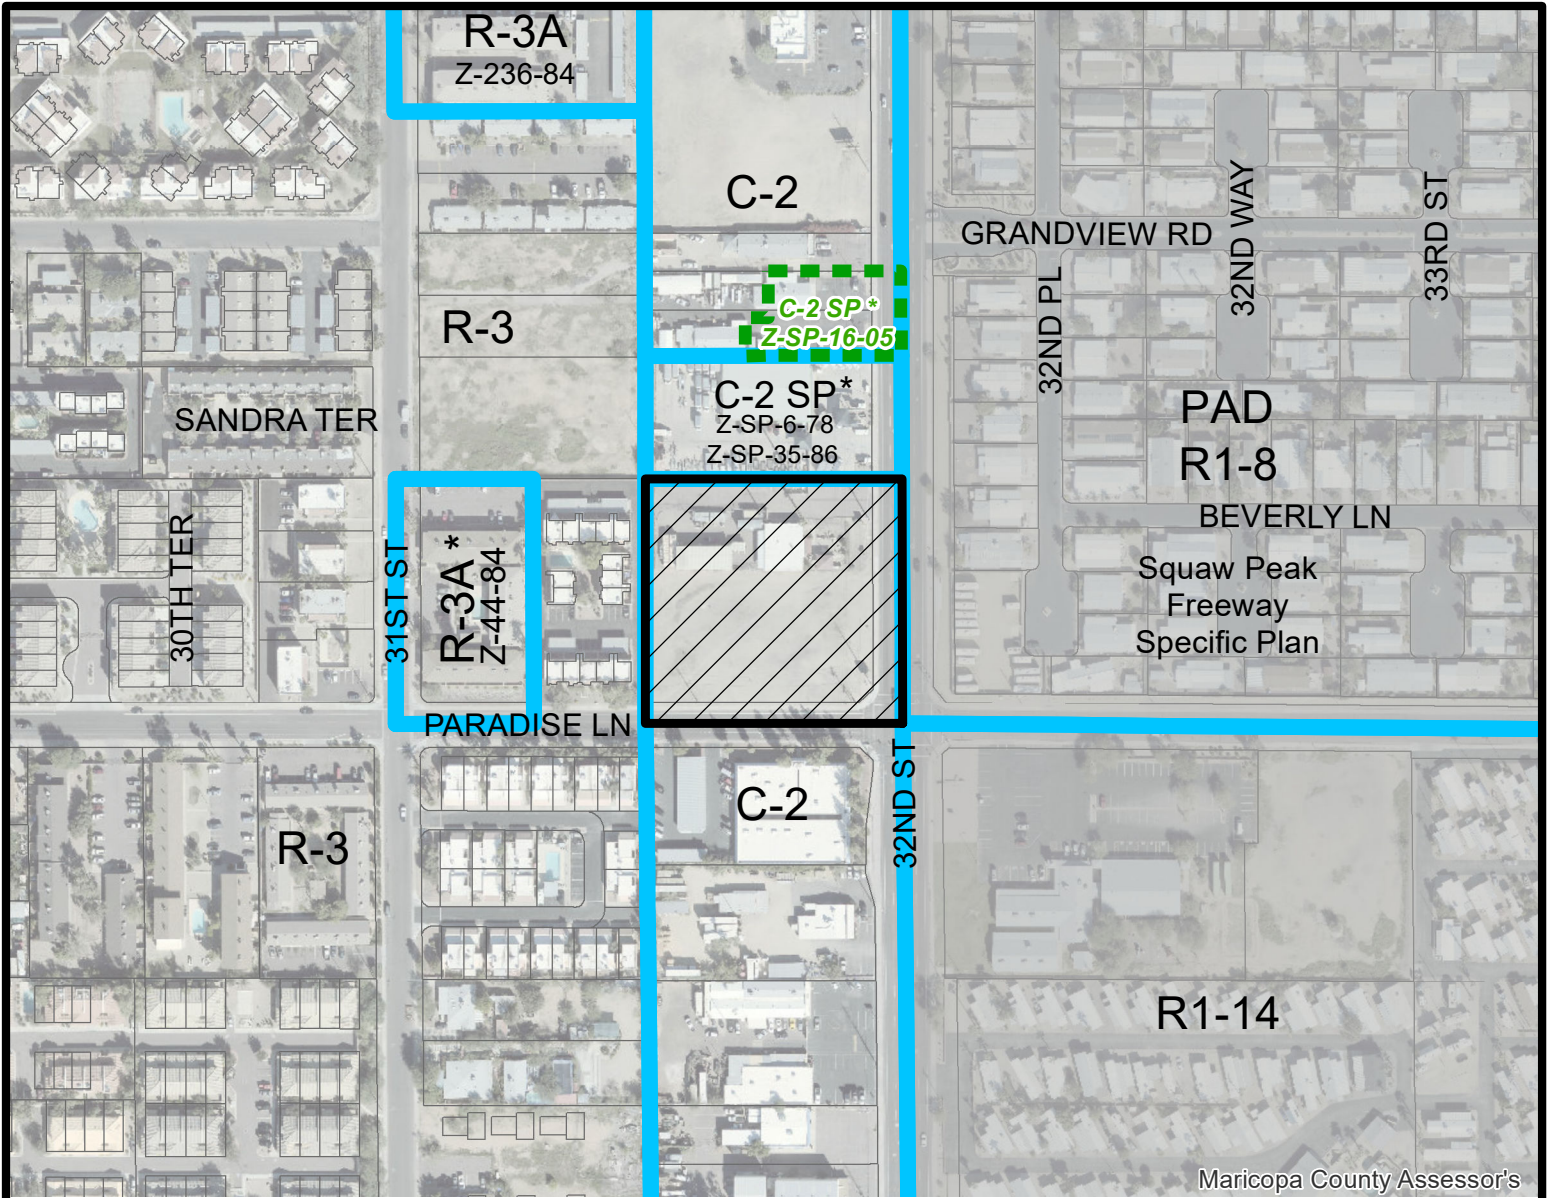 R-3A
Z-236-84
C-2
GRANDVIEW RD
32ND WAY
33RD ST
32ND PL
C-2 SP *
Z-SP-16-05
R-3
C-2 SP*
Z-SP-6-78
Z-SP-35-86
SANDRA TER
PAD
R1-8
BEVERLY LN
30TH TER
31ST ST
R-3A *
Z-44-84
Squaw Peak
Freeway
Specific Plan
PARADISE LN
32ND ST
C-2
R-3
R1-14
Maricopa County Assessor's